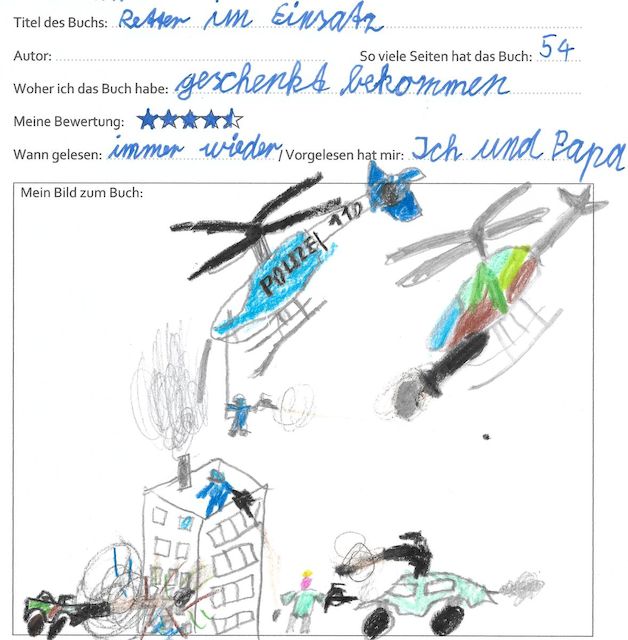 Titel des Buchs: Retter im Einsatz
Autor:
So viele Seiten hat das Buch: 54
Woher ich das Buch habe: geschenkt bekommen
Meine Bewertung:
Wann gelesen: immer wieder / Vorgelesen hat mir: Ich und Papa
Mein Bild zum Buch:
POLIZEI 110